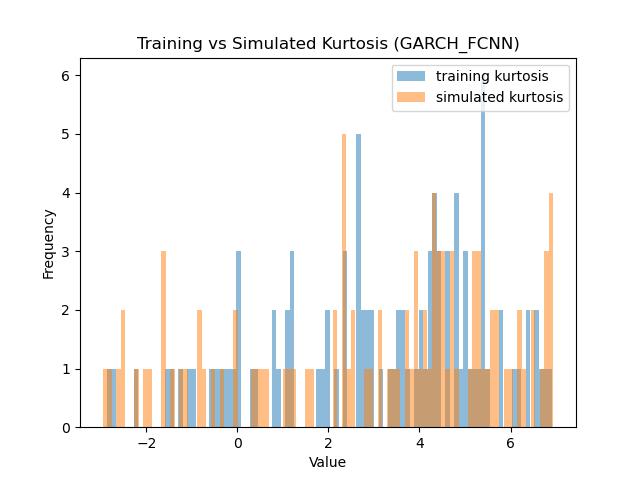 Training vs Simulated Kurtosis (GARCH_FCNN)
training kurtosis
simulated kurtosis
Frequency
6
5
4
3
2
1
0
−2
0
2
4
6
Value